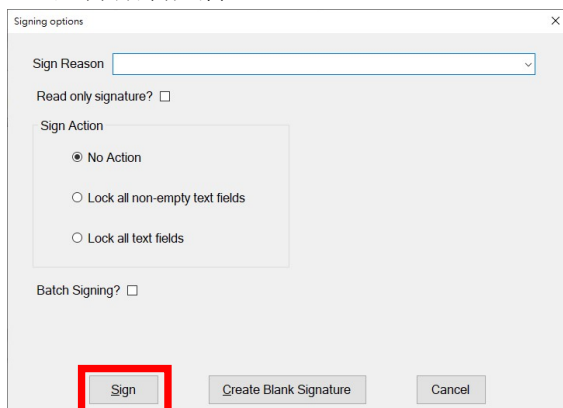 Signing options
Sign Reason
Read only signature?
Sign Action
No Action
Lock all non-empty text fields
Lock all text fields
Batch Signing?
Sign Create Blank Signature Cancel